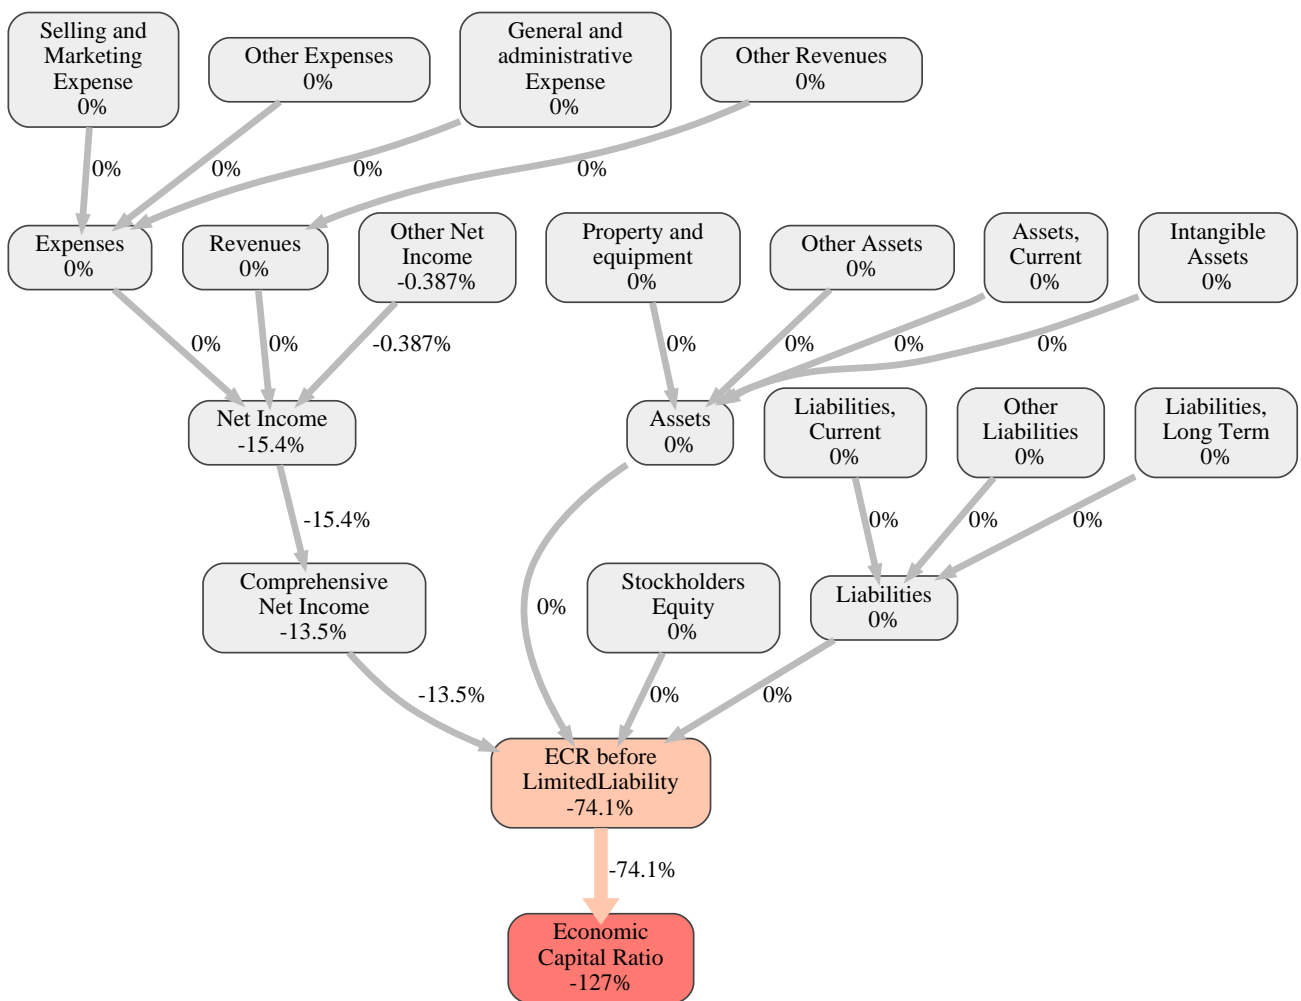 Selling and
Marketing
Expense
0%
Other Expenses
0%
General and
administrative
Expense
0%
Other Revenues
0%
0%
0%
0%
0%
Expenses
0%
Revenues
0%
Other Net
Income
-0.387%
Property and
equipment
0%
Other Assets
0%
Assets,
Current
0%
Intangible
Assets
0%
0%
0%
-0.387%
0%
0%
0%
0%
Net Income
-15.4%
Assets
0%
Liabilities,
Current
0%
Other
Liabilities
0%
Liabilities,
Long Term
0%
-15.4%
0%
0%
0%
Comprehensive
Net Income
-13.5%
0%
Stockholders
Equity
0%
Liabilities
0%
-13.5%
0%
0%
ECR before
LimitedLiability
-74.1%
-74.1%
Economic
Capital Ratio
-127%